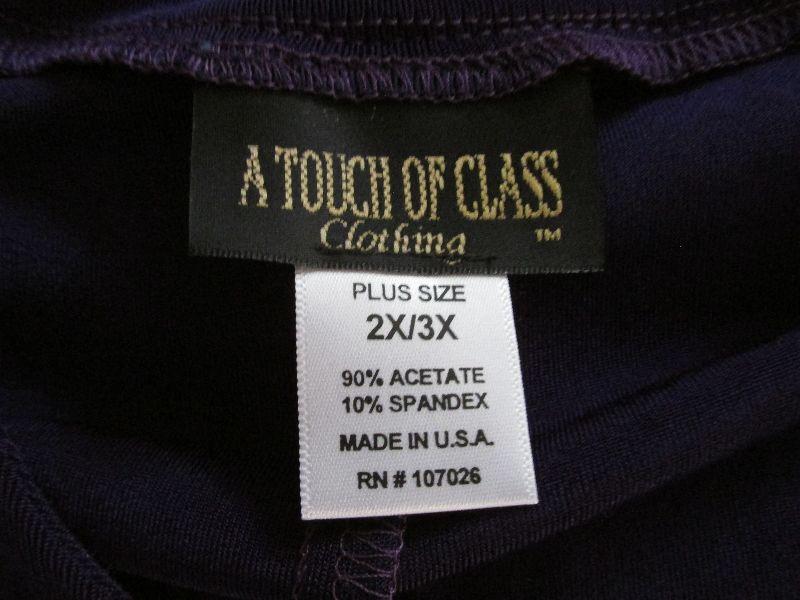 A TOUCH OF CLASS
Clothing ™
PLUS SIZE
2X/3X
90% ACETATE
10% SPANDEX
MADE IN U.S.A.
RN # 107026